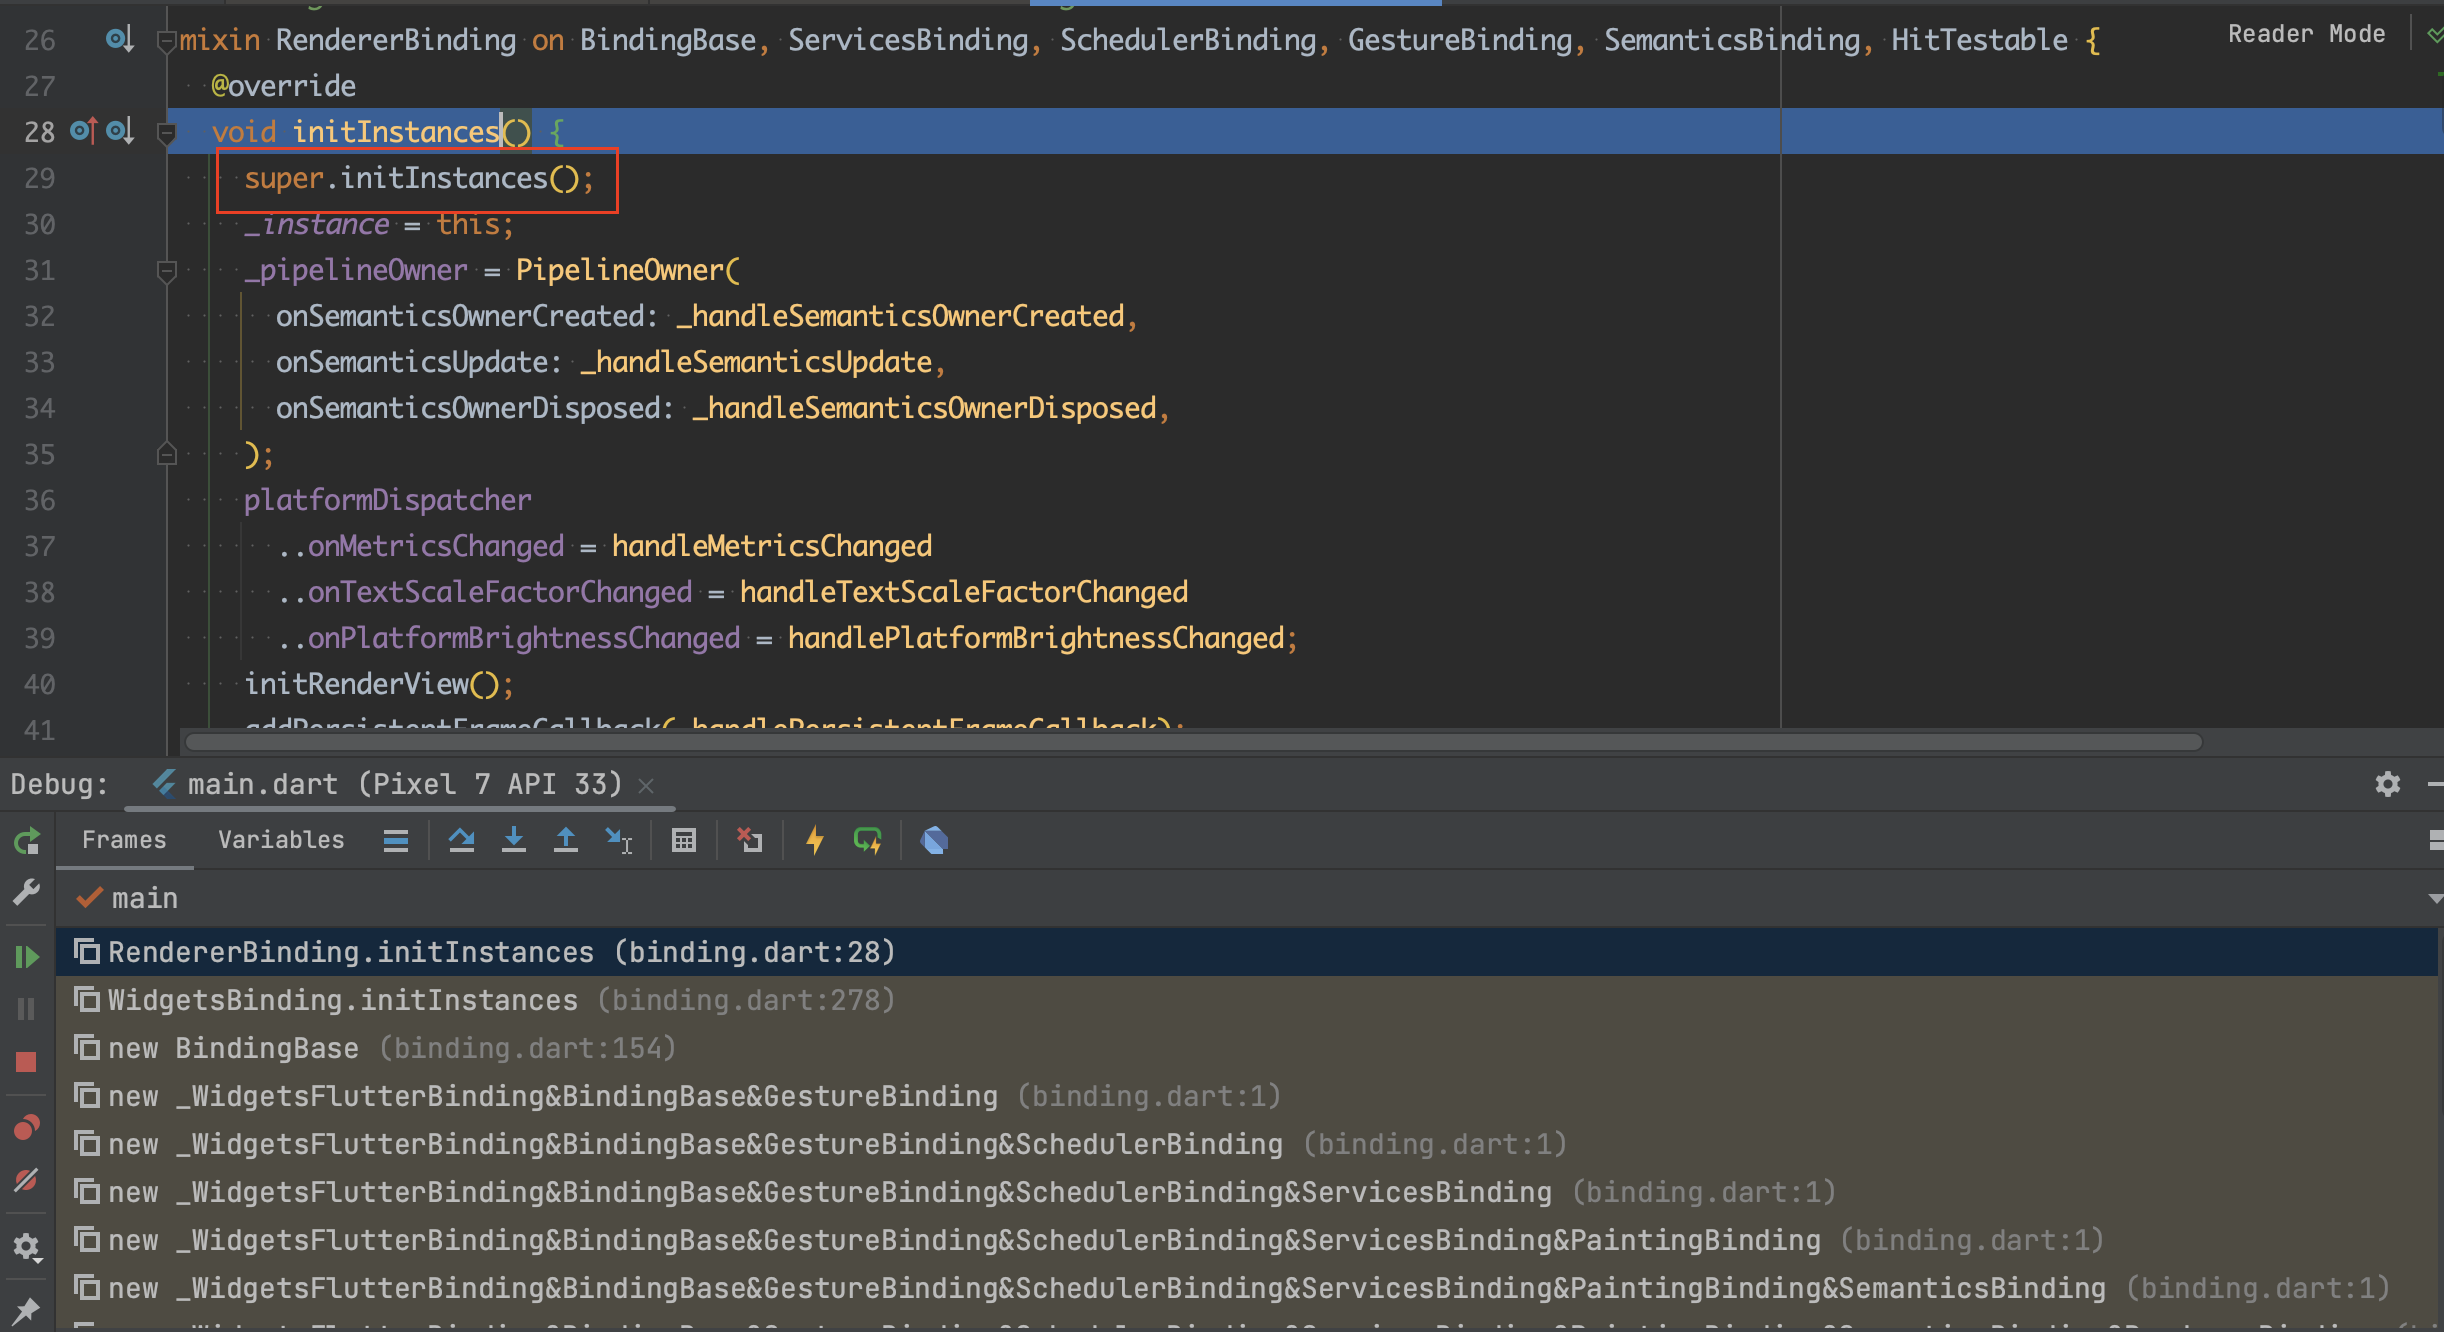 26 mixin RendererBinding on BindingBase, ServicesBinding, SchedulerBinding, GestureBinding, SemanticsBinding, HitTestable {
Reader Mode
27 @override
28 void initInstances() {
29 super.initInstances();
30 _instance = this;
31 _pipelineOwner = PipelineOwner(
32 onSemanticsOwnerCreated: _handleSemanticsOwnerCreated,
33 onSemanticsUpdate: _handleSemanticsUpdate,
34 onSemanticsOwnerDisposed: _handleSemanticsOwnerDisposed,
35 );
36 platformDispatcher
37 ..onMetricsChanged = handleMetricsChanged
38 ..onTextScaleFactorChanged = handleTextScaleFactorChanged
39 ..onPlatformBrightnessChanged = handlePlatformBrightnessChanged;
40 initRenderView();
41 addPersistentFrameCallback(_handlePersistentFrameCallback);
Debug: main.dart (Pixel 7 API 33)
Frames Variables
main
RendererBinding.initInstances (binding.dart:28)
WidgetsBinding.initInstances (binding.dart:278)
new BindingBase (binding.dart:154)
new _WidgetsFlutterBinding&BindingBase&GestureBinding (binding.dart:1)
new _WidgetsFlutterBinding&BindingBase&GestureBinding&SchedulerBinding (binding.dart:1)
new _WidgetsFlutterBinding&BindingBase&GestureBinding&SchedulerBinding&ServicesBinding (binding.dart:1)
new _WidgetsFlutterBinding&BindingBase&GestureBinding&SchedulerBinding&ServicesBinding&PaintingBinding (binding.dart:1)
new _WidgetsFlutterBinding&BindingBase&GestureBinding&SchedulerBinding&ServicesBinding&PaintingBinding&SemanticsBinding (binding.dart:1)